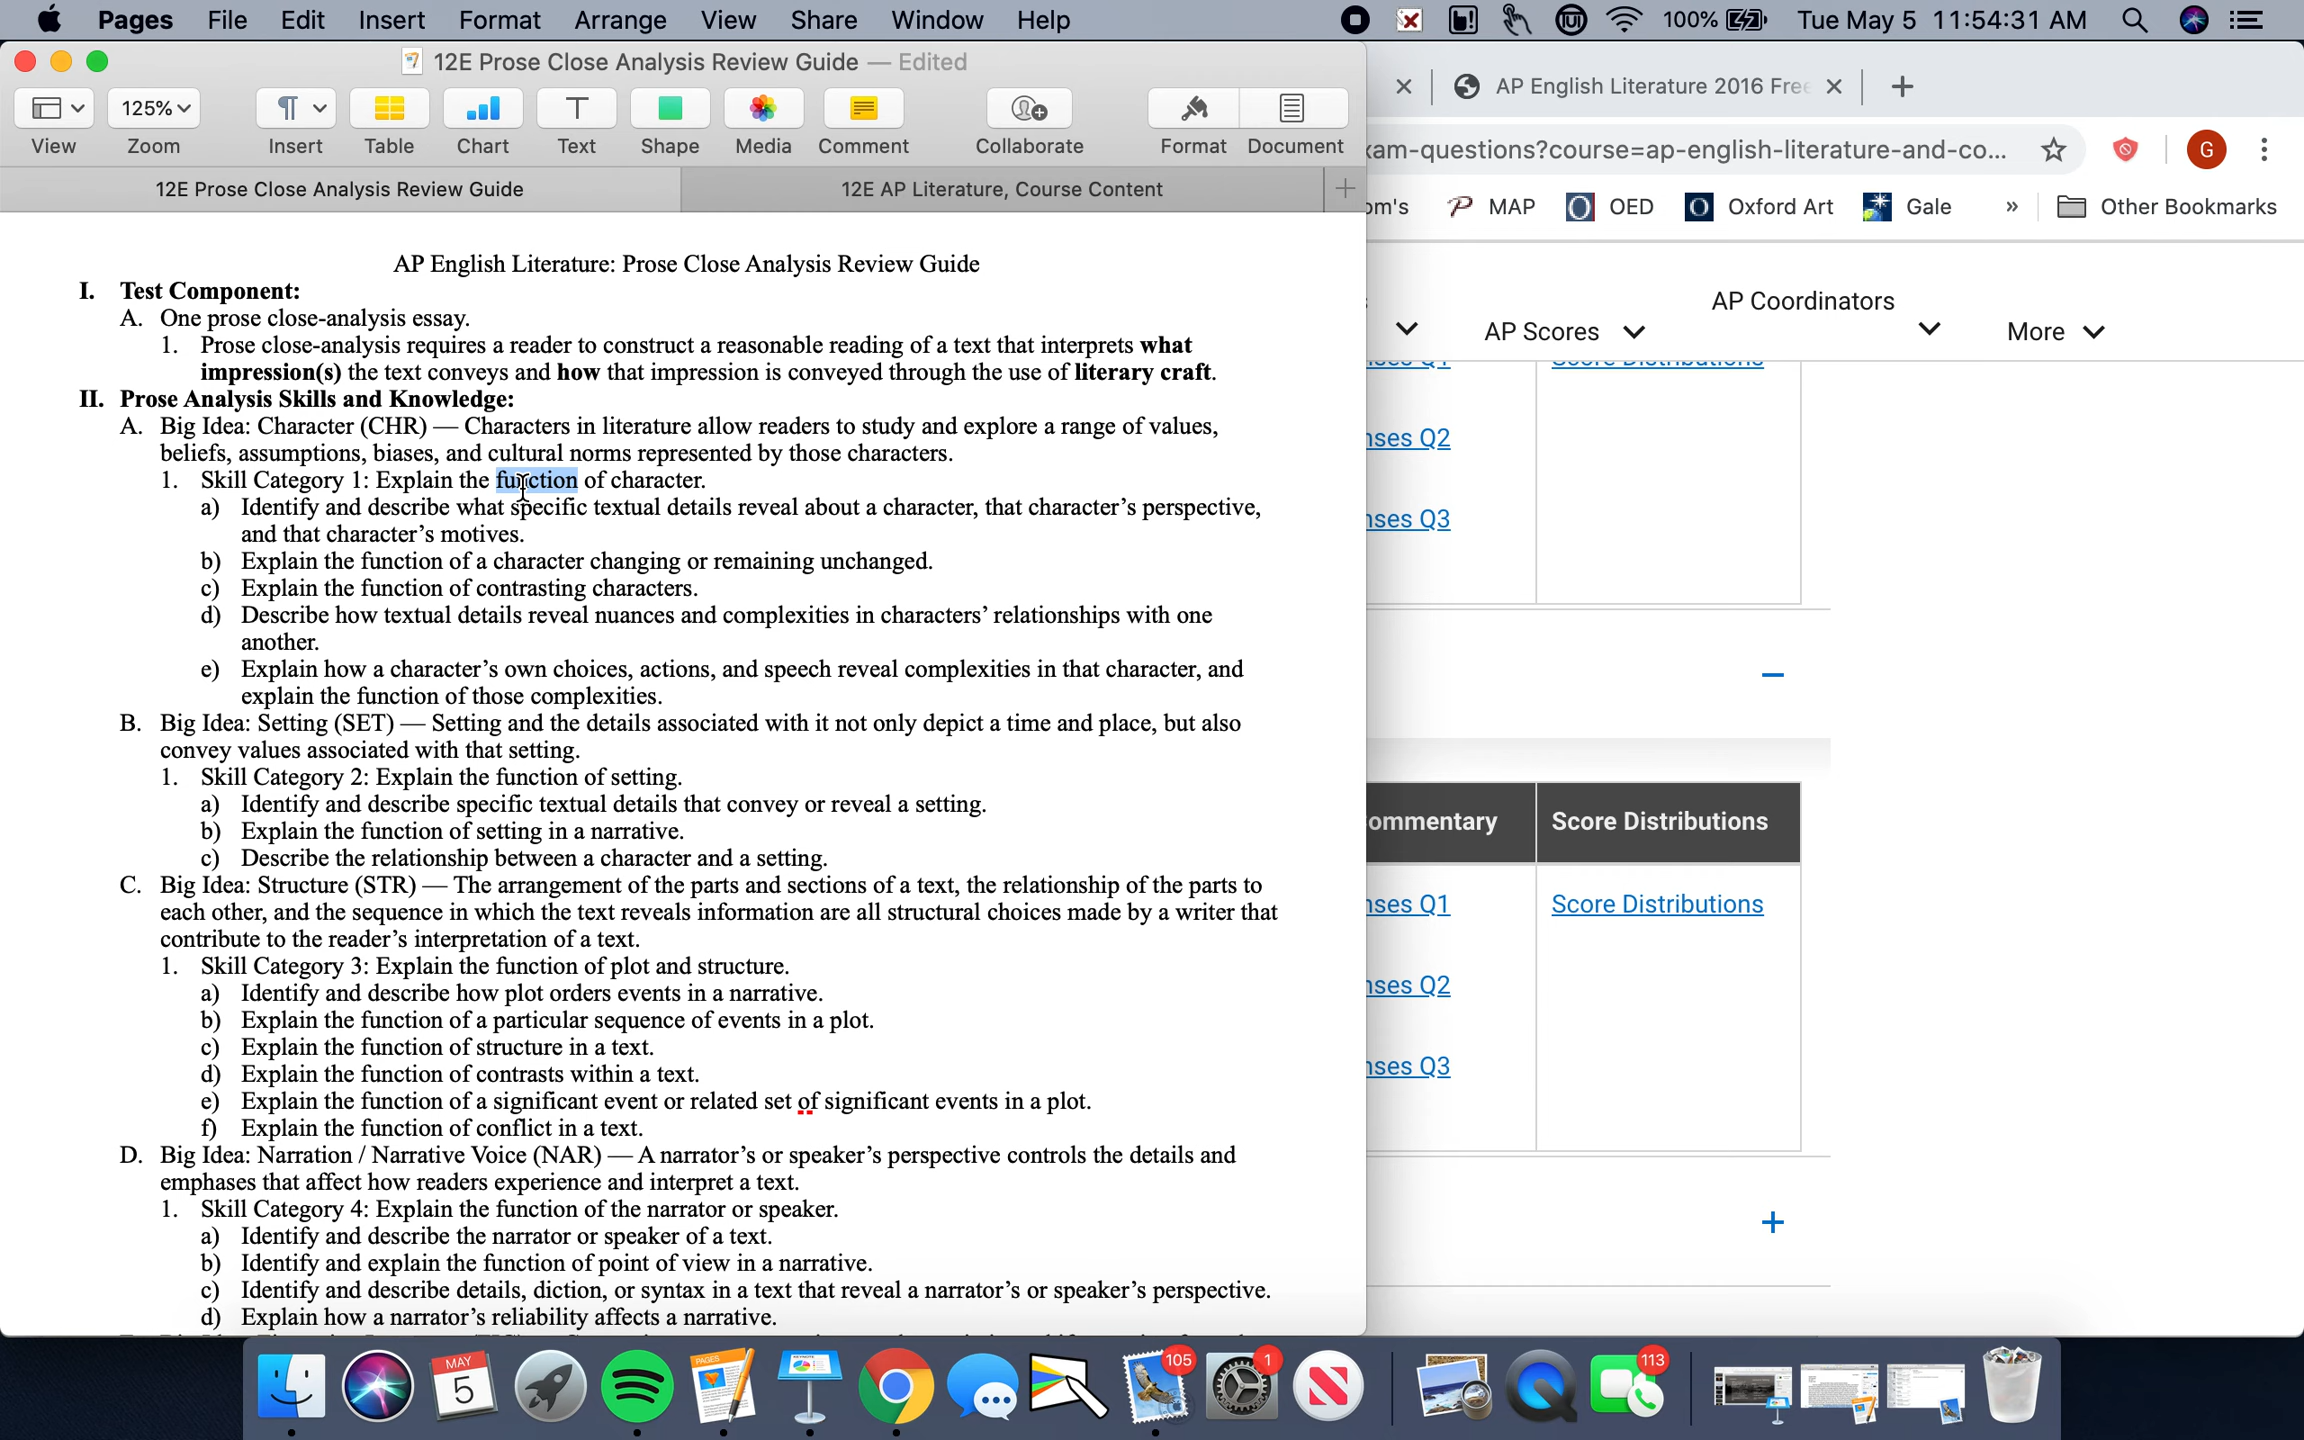 Pages File Edit Insert Format Arrange View Share Window Help 100% Tue May 5 11:54:31 AM
12E Prose Close Analysis Review Guide — Edited
125%
View Zoom Insert Table Chart Text Shape Media Comment Collaborate Format Document
12E Prose Close Analysis Review Guide 12E AP Literature, Course Content
AP English Literature: Prose Close Analysis Review Guide
I. Test Component:
A. One prose close-analysis essay.
1. Prose close-analysis requires a reader to construct a reasonable reading of a text that interprets what
impression(s) the text conveys and how that impression is conveyed through the use of literary craft.
II. Prose Analysis Skills and Knowledge:
A. Big Idea: Character (CHR) — Characters in literature allow readers to study and explore a range of values,
beliefs, assumptions, biases, and cultural norms represented by those characters.
1. Skill Category 1: Explain the function of character.
a) Identify and describe what specific textual details reveal about a character, that character’s perspective,
and that character’s motives.
b) Explain the function of a character changing or remaining unchanged.
c) Explain the function of contrasting characters.
d) Describe how textual details reveal nuances and complexities in characters’ relationships with one
another.
e) Explain how a character’s own choices, actions, and speech reveal complexities in that character, and
explain the function of those complexities.
B. Big Idea: Setting (SET) — Setting and the details associated with it not only depict a time and place, but also
convey values associated with that setting.
1. Skill Category 2: Explain the function of setting.
a) Identify and describe specific textual details that convey or reveal a setting.
b) Explain the function of setting in a narrative.
c) Describe the relationship between a character and a setting.
C. Big Idea: Structure (STR) — The arrangement of the parts and sections of a text, the relationship of the parts to
each other, and the sequence in which the text reveals information are all structural choices made by a writer that
contribute to the reader’s interpretation of a text.
1. Skill Category 3: Explain the function of plot and structure.
a) Identify and describe how plot orders events in a narrative.
b) Explain the function of a particular sequence of events in a plot.
c) Explain the function of structure in a text.
d) Explain the function of contrasts within a text.
e) Explain the function of a significant event or related set of significant events in a plot.
f) Explain the function of conflict in a text.
D. Big Idea: Narration / Narrative Voice (NAR) — A narrator’s or speaker’s perspective controls the details and
emphases that affect how readers experience and interpret a text.
1. Skill Category 4: Explain the function of the narrator or speaker.
a) Identify and describe the narrator or speaker of a text.
b) Identify and explain the function of point of view in a narrative.
c) Identify and describe details, diction, or syntax in a text that reveal a narrator’s or speaker’s perspective.
d) Explain how a narrator’s reliability affects a narrative.
AP English Literature 2016 Fre
am-questions?course=ap-english-literature-and-co...
G
om's MAP OED Oxford Art Gale » Other Bookmarks
AP Coordinators
AP Scores More
nses Q1 Score Distributions
nses Q2
nses Q3
ommentary Score Distributions
nses Q1 Score Distributions
nses Q2
nses Q3
MAY
5
PAGES
105
1
113